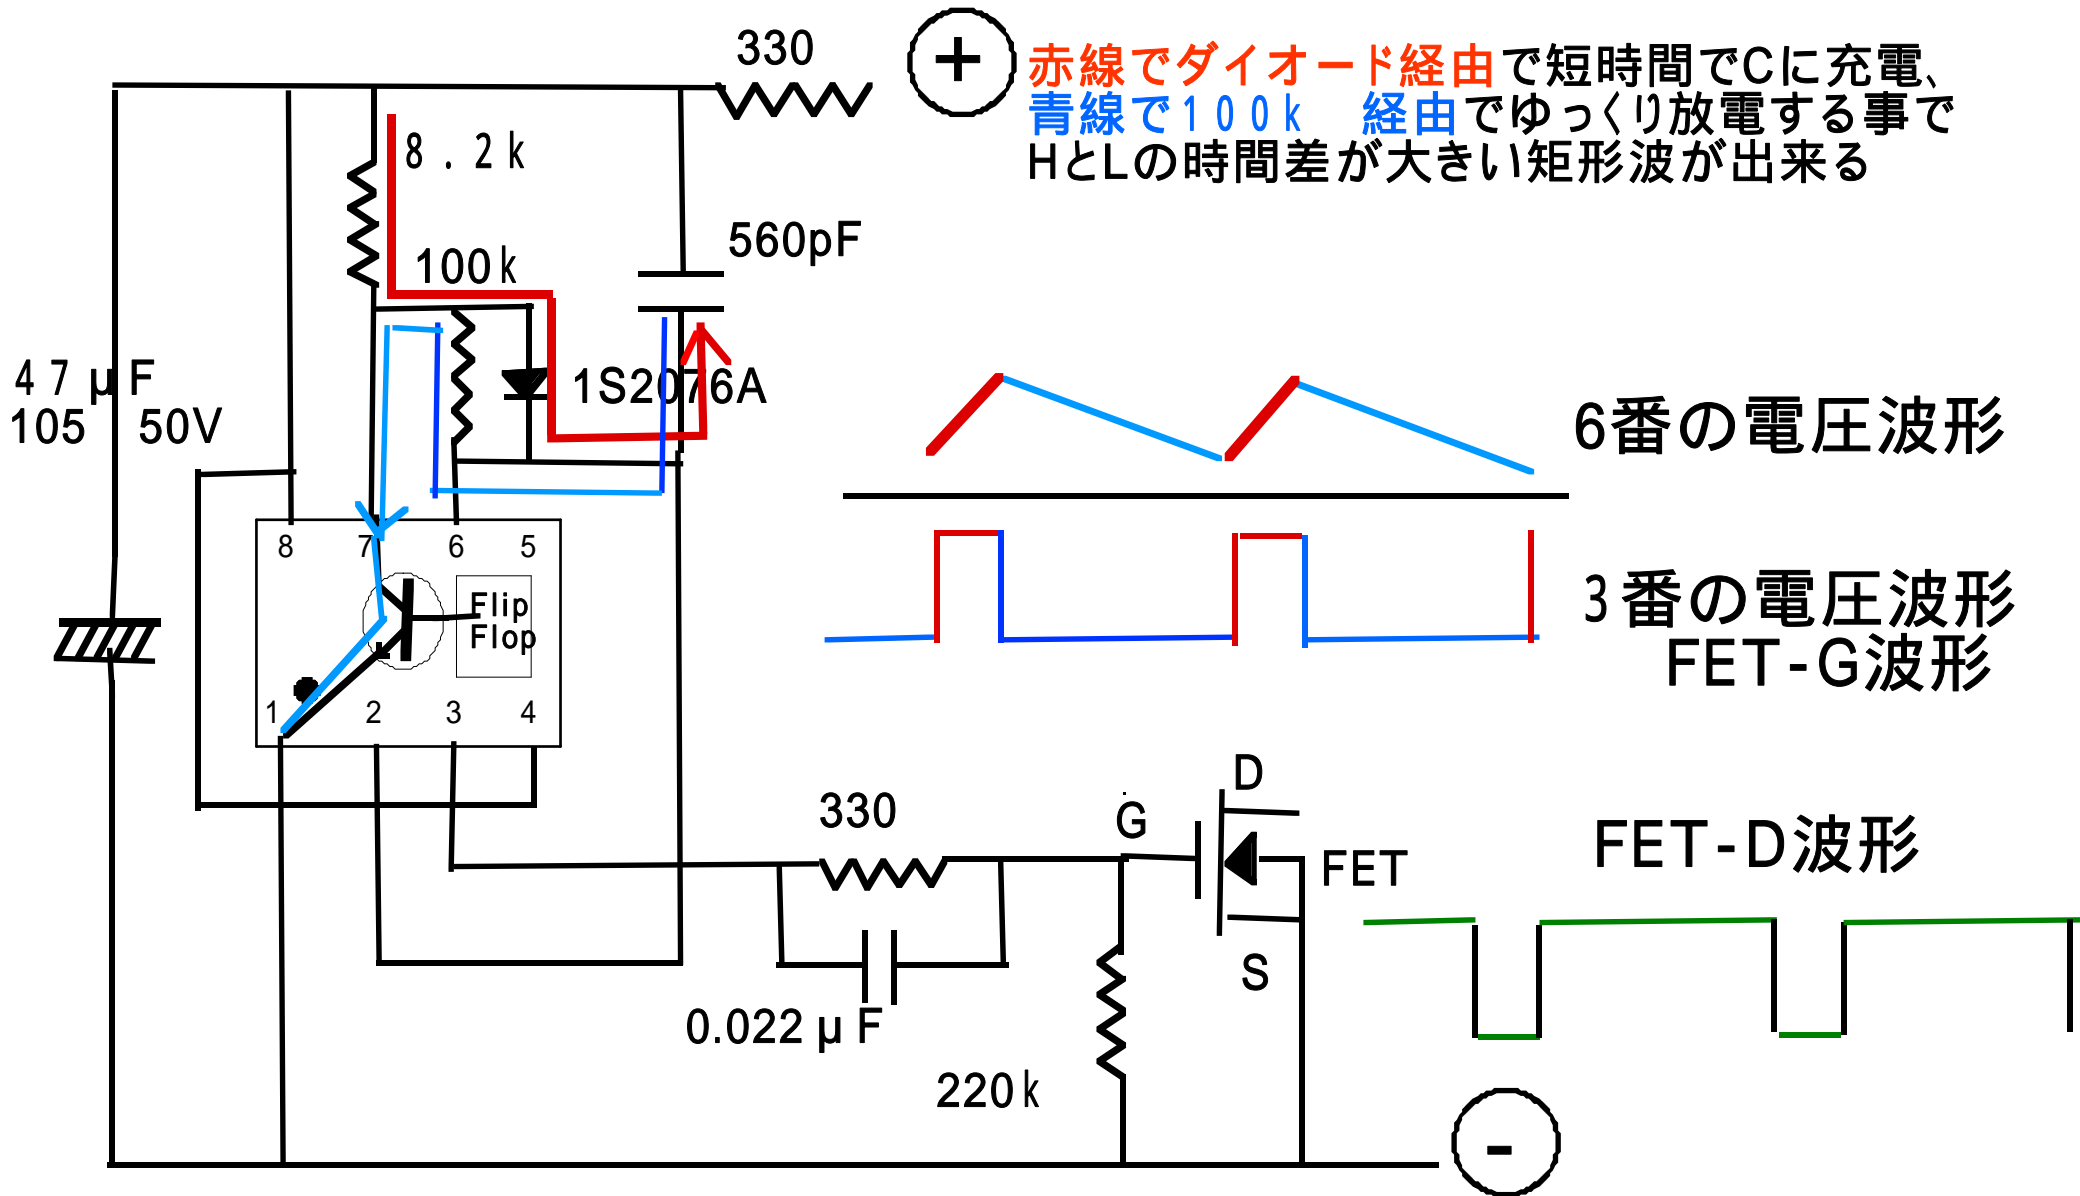 330
+
赤線でダイオード経由で短時間でCに充電、
青線で100k 経由でゆっくり放電する事で
HとLの時間差が大きい矩形波が出来る
8.2k
560pF
100k
47μF
105 50V
1S2076A
6番の電圧波形
8 7 6 5
Flip
Flop
3番の電圧波形
FET-G波形
1 2 3 4
D
330
G
FET
FET-D波形
S
0.022μF
220k
-